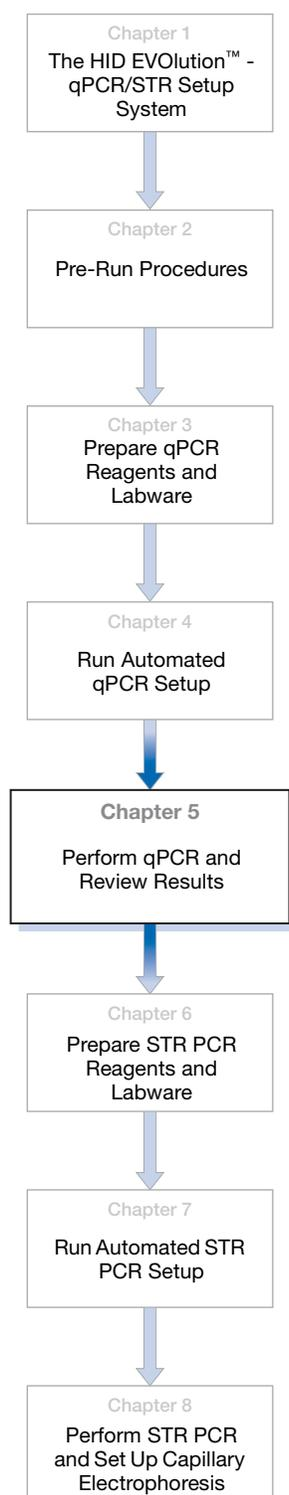 Chapter 1
The HID EVOlution™ -
qPCR/STR Setup
System
Chapter 2
Pre-Run Procedures
Chapter 3
Prepare qPCR
Reagents and
Labware
Chapter 4
Run Automated
qPCR Setup
Chapter 5
Perform qPCR and
Review Results
Chapter 6
Prepare STR PCR
Reagents and
Labware
Chapter 7
Run Automated STR
PCR Setup
Chapter 8
Perform STR PCR
and Set Up Capillary
Electrophoresis